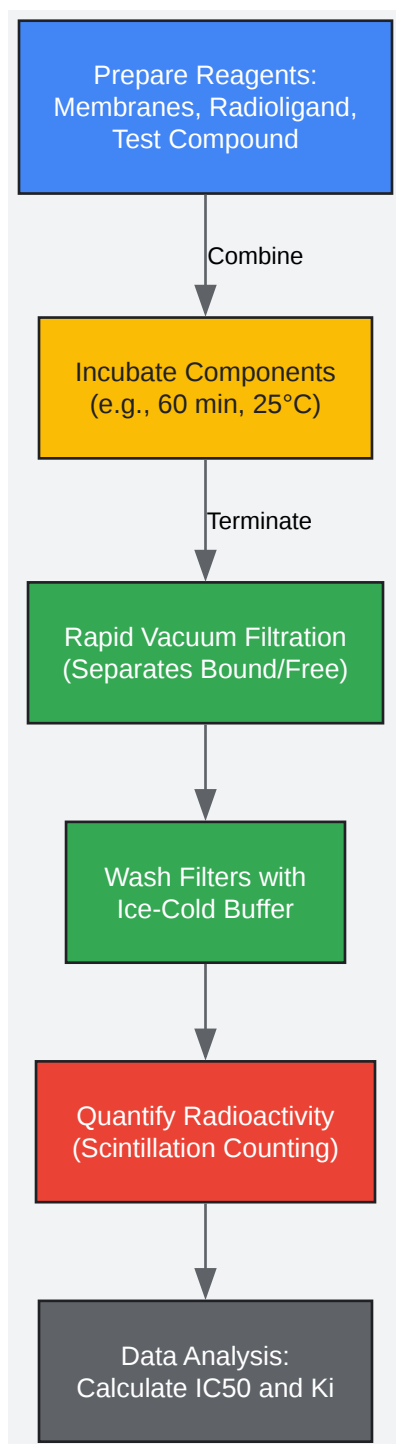 Prepare Reagents:
Membranes, Radioligand,
Test Compound
Combine
Incubate Components
(e.g., 60 min, 25°C)
Terminate
Rapid Vacuum Filtration
(Separates Bound/Free)
Wash Filters with
Ice-Cold Buffer
Quantify Radioactivity
(Scintillation Counting)
Data Analysis:
Calculate IC50 and Ki